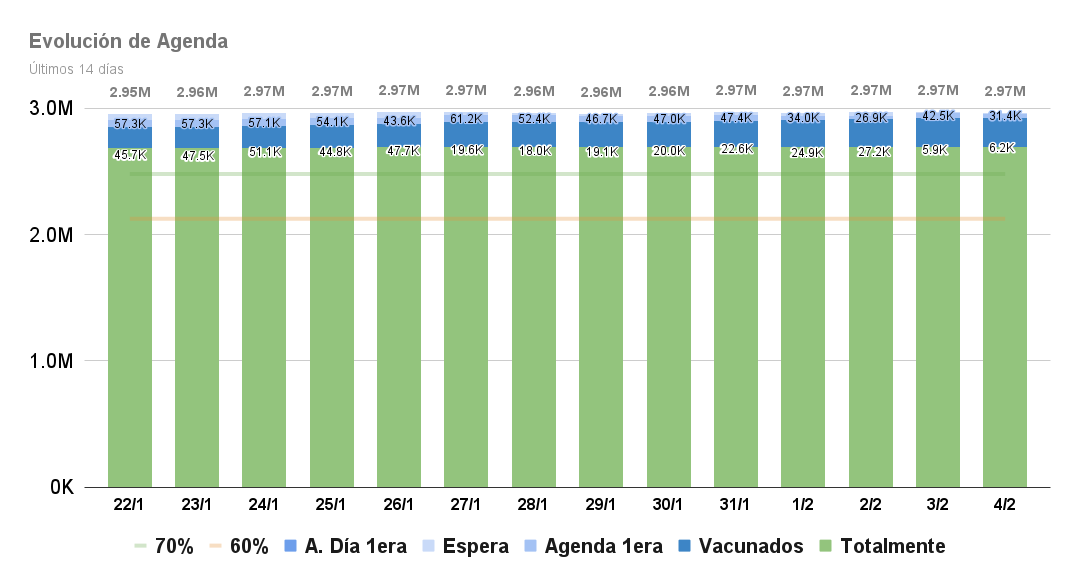 Evolución de Agenda
Últimos 14 días
2.95M 2.96M 2.97M 2.97M 2.97M 2.97M 2.96M 2.96M 2.96M 2.97M 2.97M 2.97M 2.97M 2.97M
3.0M
57.3K 57.3K 57.1K 54.1K 43.6K 61.2K 52.4K 46.7K 47.0K 47.4K 34.0K 26.9K 42.5K 31.4K
45.7K 47.5K 51.1K 44.8K 47.7K 19.6K 18.0K 19.1K 20.0K 22.6K 24.9K 27.2K 5.9K 6.2K
2.0M
1.0M
0K
22/1 23/1 24/1 25/1 26/1 27/1 28/1 29/1 30/1 31/1 1/2 2/2 3/2 4/2
70% 60% A. Día 1era Espera Agenda 1era Vacunados Totalmente